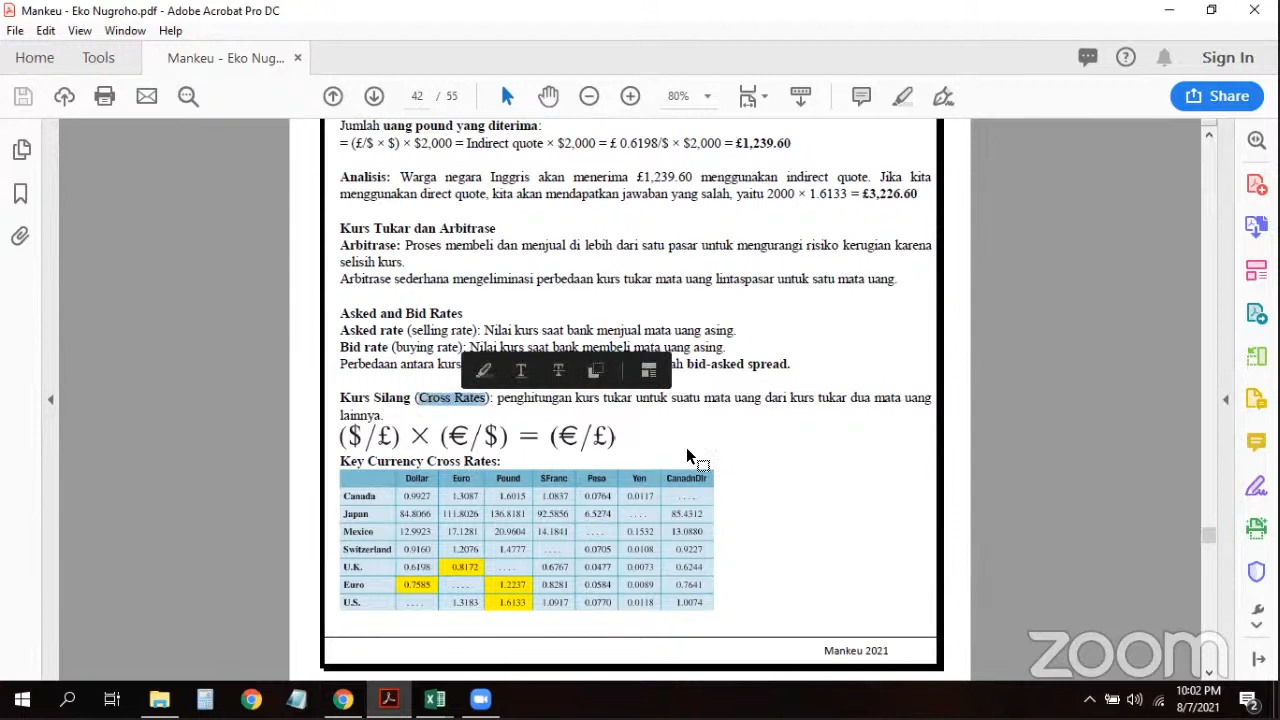 Mankeu - Eko Nugroho.pdf - Adobe Acrobat Pro DC
File Edit View Window Help
Home Tools Mankeu - Eko Nug... ×
42 / 55 80% Share
Sign In
Jumlah uang pound yang diterima:
= (£/$ × $) × $2,000 = Indirect quote × $2,000 = £ 0.6198/$ × $2,000 = £1,239.60
Analisis: Warga negara Inggris akan menerima £1,239.60 menggunakan indirect quote. Jika kita
menggunakan direct quote, kita akan mendapatkan jawaban yang salah, yaitu 2000 × 1.6133 = £3,226.60
Kurs Tukar dan Arbitrase
Arbitrase: Proses membeli dan menjual di lebih dari satu pasar untuk mengurangi risiko kerugian karena
selisih kurs.
Arbitrase sederhana mengeliminasi perbedaan kurs tukar mata uang lintaspasar untuk satu mata uang.
Asked and Bid Rates
Asked rate (selling rate): Nilai kurs saat bank menjual mata uang asing.
Bid rate (buying rate): Nilai kurs saat bank membeli mata uang asing.
Perbedaan antara kurs bid-asked spread.
Kurs Silang (Cross Rates): penghitungan kurs tukar untuk suatu mata uang dari kurs tukar dua mata uang
lainnya.
($/£) × (€/$) = (€/£)
Key Currency Cross Rates:
Dollar Euro Pound SFranc Peso Yen CanadnDlr
Canada 0.9927 1.3087 1.6015 1.0837 0.0764 0.0117 ....
Japan 84.8066 111.8026 136.8181 92.5856 6.5274 .... 85.4312
Mexico 12.9923 17.1281 20.9604 14.1841 .... 0.1532 13.0880
Switzerland 0.9160 1.2076 1.4777 .... 0.0705 0.0108 0.9227
U.K. 0.6198 0.8172 .... 0.6767 0.0477 0.0073 0.6244
Euro 0.7585 .... 1.2237 0.8281 0.0584 0.0089 0.7641
U.S. .... 1.3183 1.6133 1.0917 0.0770 0.0118 1.0074
Mankeu 2021
zoom
10:02 PM
8/7/2021
2